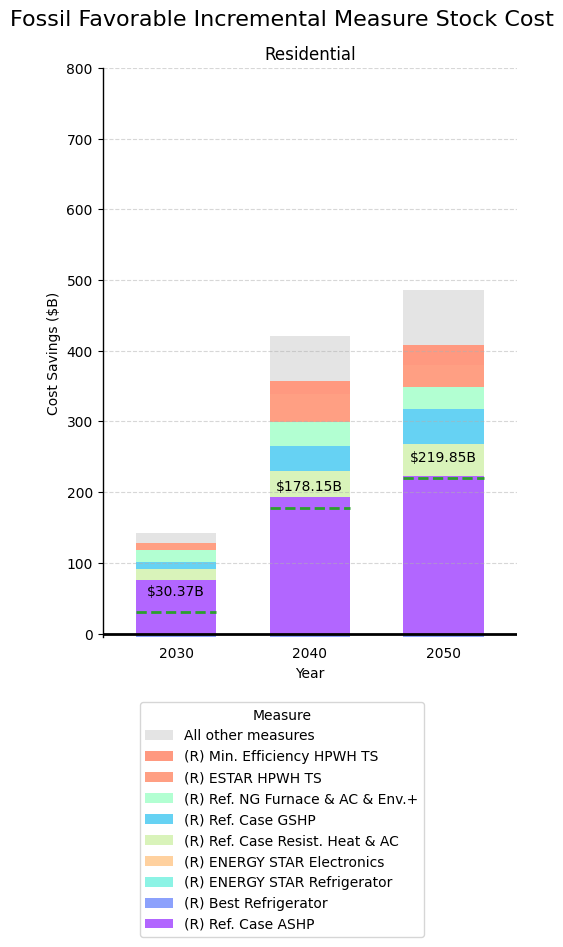 Fossil Favorable Incremental Measure Stock Cost
Residential
800
700
600
500
400
300
200
100
0
Cost Savings ($B)
$30.37B
$178.15B
$219.85B
2030
2040
2050
Year
Measure
All other measures
(R) Min. Efficiency HPWH TS
(R) ESTAR HPWH TS
(R) Ref. NG Furnace & AC & Env.+
(R) Ref. Case GSHP
(R) Ref. Case Resist. Heat & AC
(R) ENERGY STAR Electronics
(R) ENERGY STAR Refrigerator
(R) Best Refrigerator
(R) Ref. Case ASHP